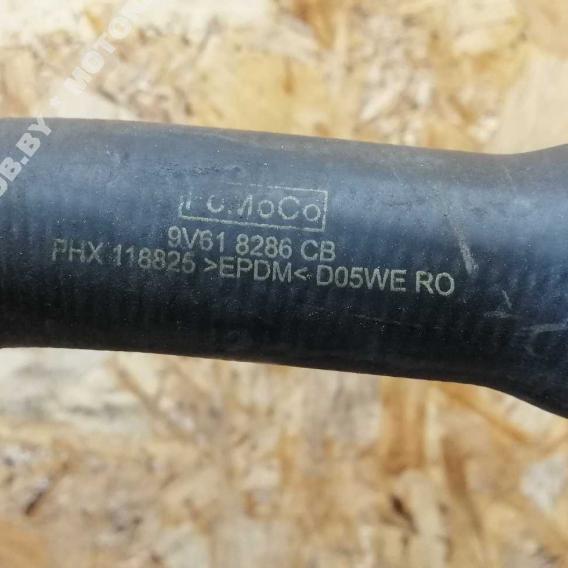 FoMoCo
9V61 8286 CB
PHX 118825 >EPDM< D05WE RO